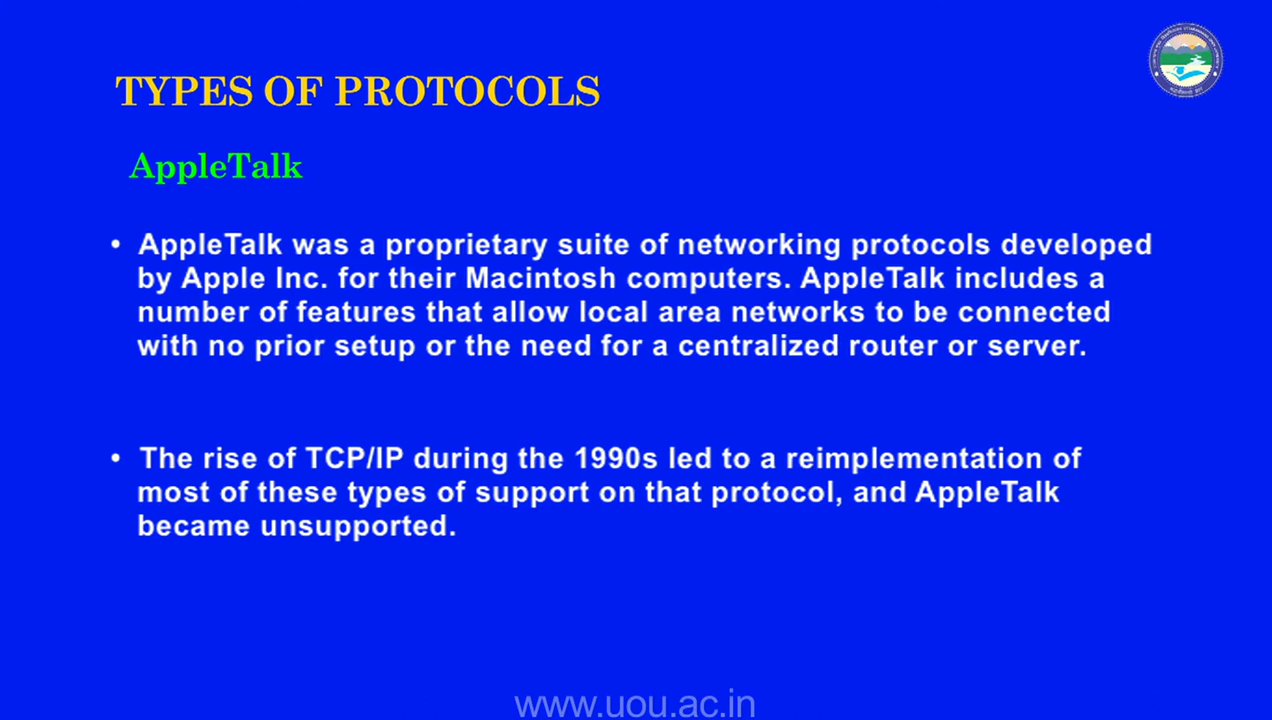 TYPES OF PROTOCOLS
AppleTalk
• AppleTalk was a proprietary suite of networking protocols developed
by Apple Inc. for their Macintosh computers. AppleTalk includes a
number of features that allow local area networks to be connected
with no prior setup or the need for a centralized router or server.
• The rise of TCP/IP during the 1990s led to a reimplementation of
most of these types of support on that protocol, and AppleTalk
became unsupported.
www.uou.ac.in